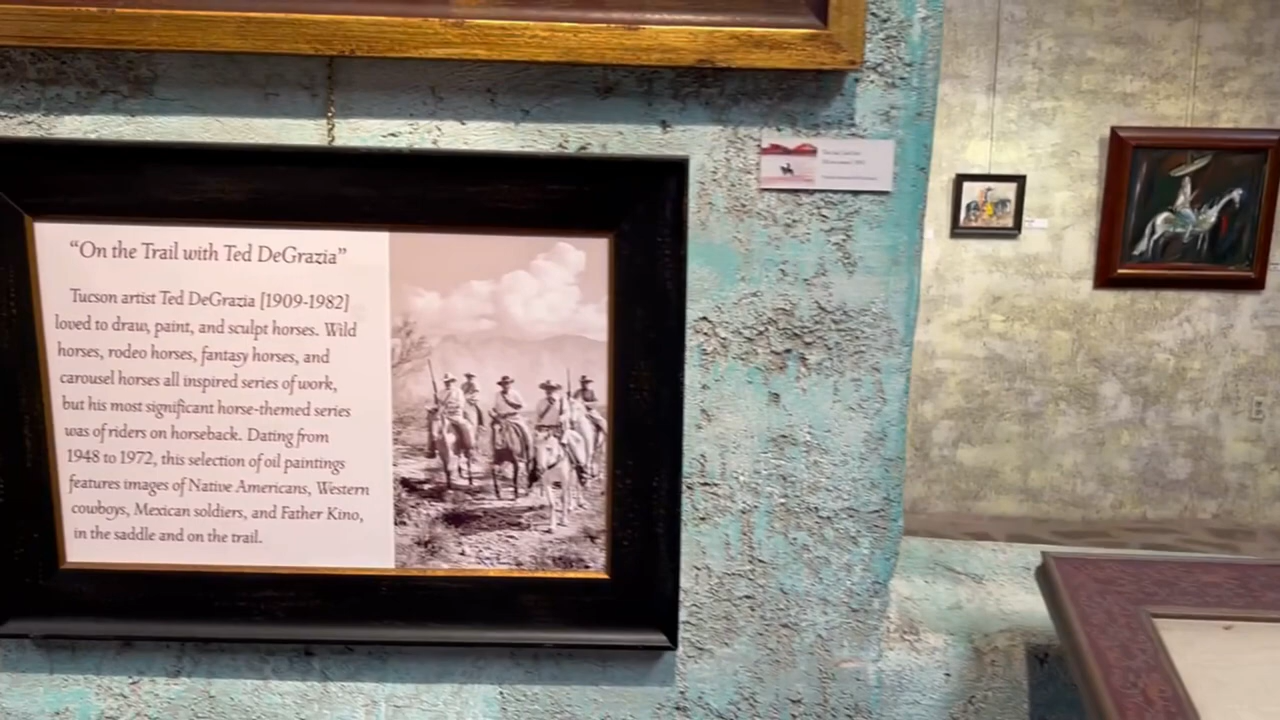 “On the Trail with Ted DeGrazia”
Tucson artist Ted DeGrazia [1909-1982]
loved to draw, paint, and sculpt horses. Wild
horses, rodeo horses, fantasy horses, and
carousel horses all inspired series of work,
but his most significant horse-themed series
was of riders on horseback. Dating from
1948 to 1972, this selection of oil paintings
features images of Native Americans, Western
cowboys, Mexican soldiers, and Father Kino,
in the saddle and on the trail.